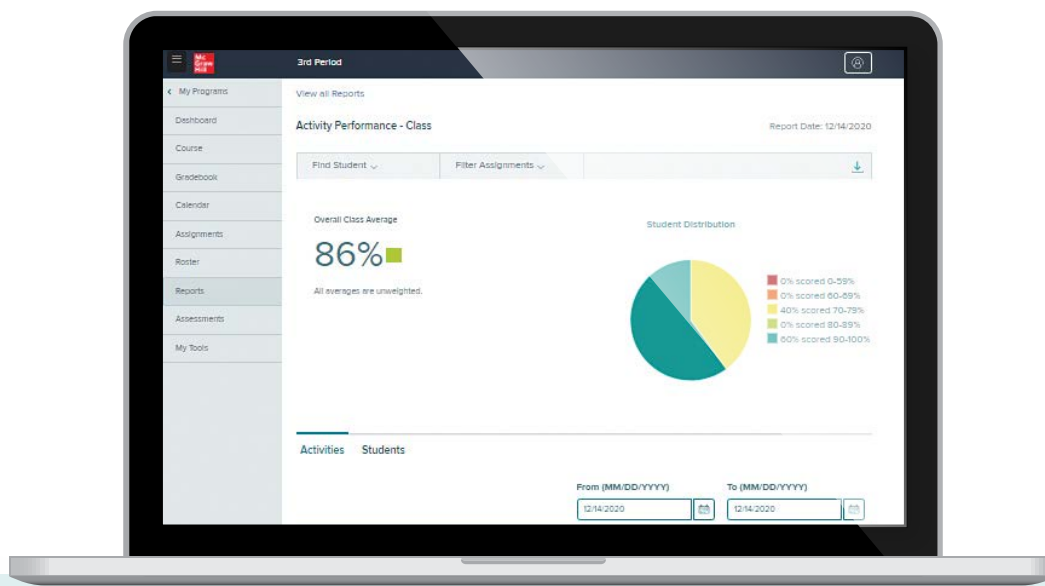 Mc
Graw
Hill
3rd Period
My Programs
Dashboard
Course
Gradebook
Calendar
Assignments
Roster
Reports
Assessments
My Tools
View all Reports
Activity Performance - Class
Report Date: 12/14/2020
Find Student
Filter Assignments
Overall Class Average
86%
All averages are unweighted.
Student Distribution
0% scored 0-59%
0% scored 60-69%
40% scored 70-79%
0% scored 80-89%
60% scored 90-100%
Activities Students
From (MM/DD/YYYY) To (MM/DD/YYYY)
12/14/2020 12/14/2020